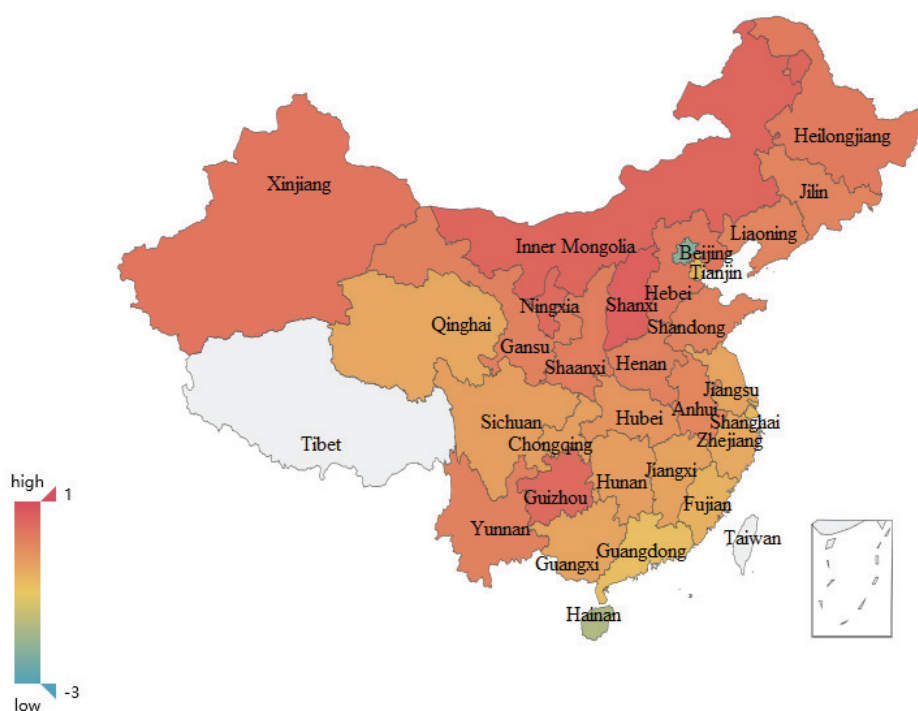 Heilongjiang
Xinjiang
Jilin
Liaoning
Inner Mongolia
Beijing
Tianjin
Hebei
Ningxia
Shanxi
Qinghai
Shandong
Gansu
Shaanxi
Henan
Jiangsu
Anhui
Sichuan
Hubei
Shanghai
Chongqing
Zhejiang
Tibet
Jiangxi
Hunan
high
1
Guizhou
Fujian
Yunnan
Taiwan
Guangdong
Guangxi
Hainan
-3
low